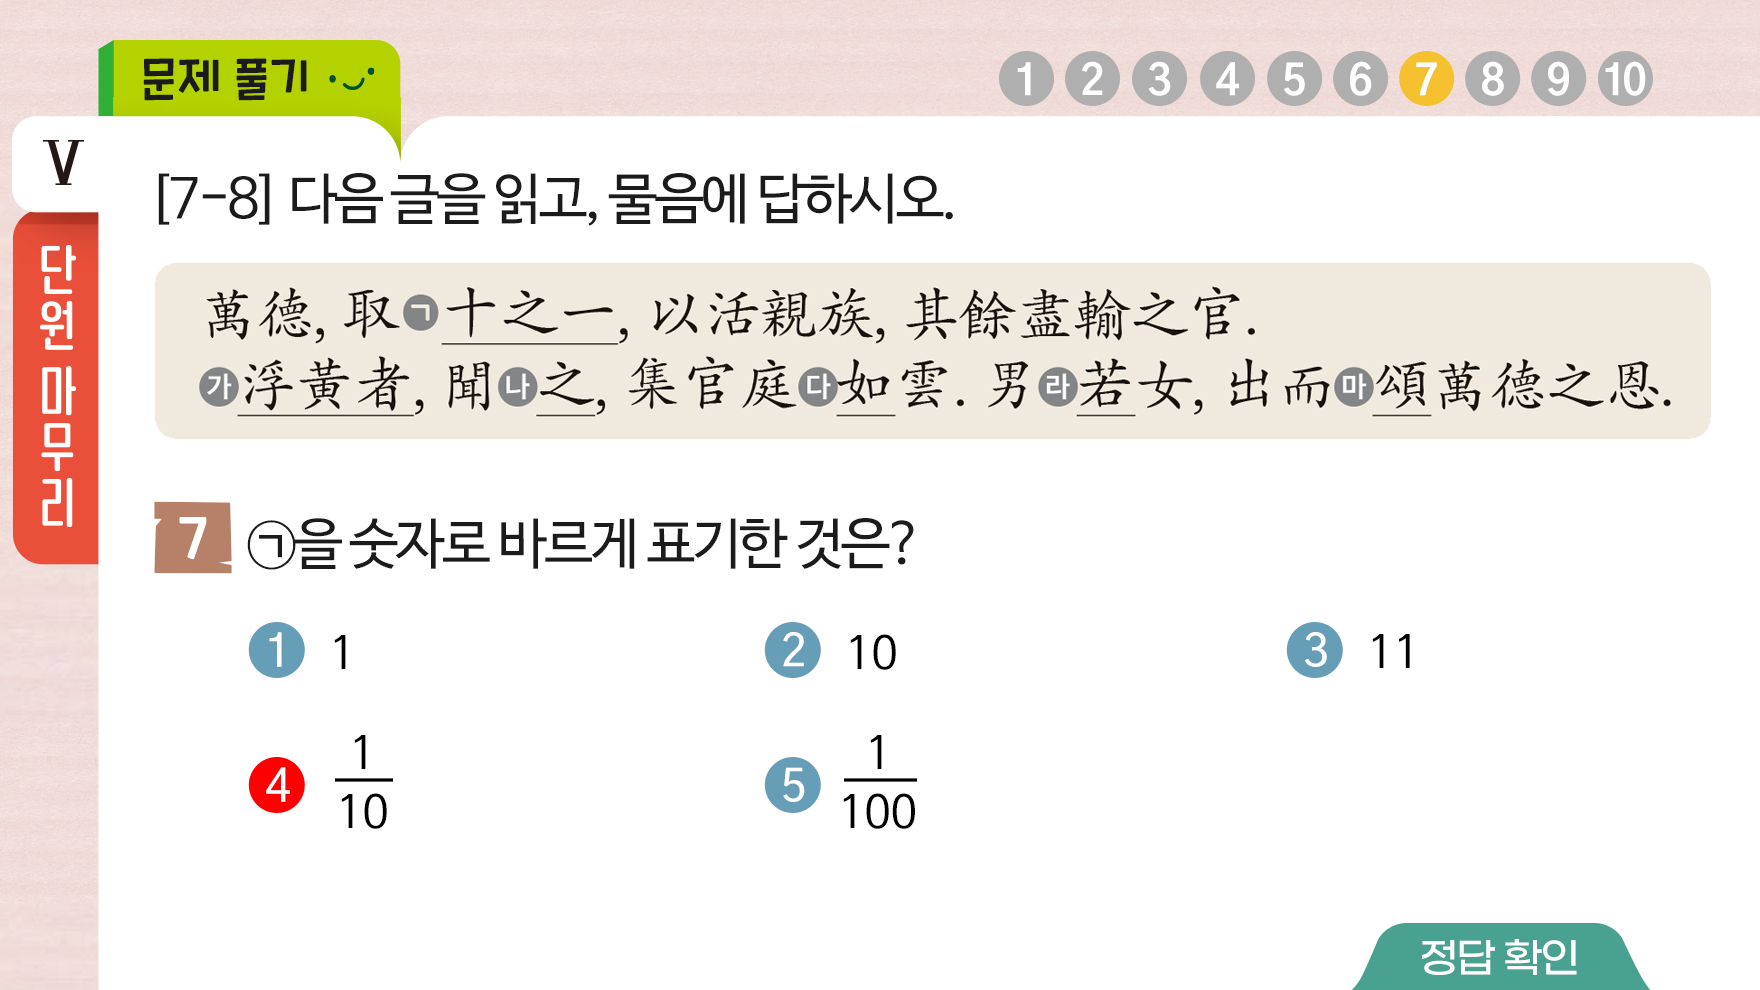 문제 풀기
1 2 3 4 5 6 7 8 9 10
V
단원 마무리
[7-8] 다음 글을 읽고, 물음에 답하시오.
萬德, 取㉠十之一, 以活親族, 其餘盡輸之官.
㉮浮黃者, 聞㉯之, 集官庭㉰如雲. 男㉱若女, 出而㉲頌萬德之恩.
7 ㉠을 숫자로 바르게 표기한 것은?
1 1 2 10 3 11
4 1/10 5 1/100
정답 확인